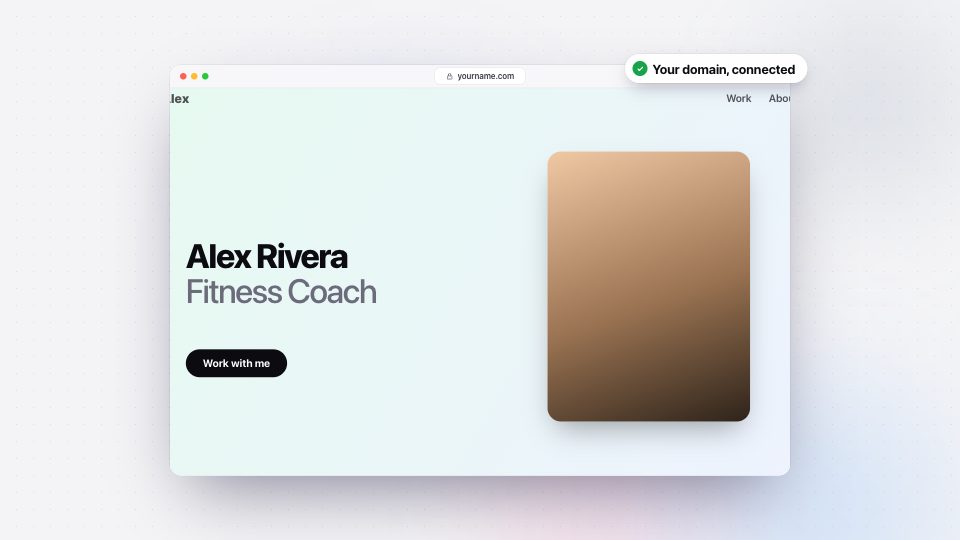 yourname.com
Your domain, connected
lex
Work Abou
Alex Rivera
Fitness Coach
Work with me